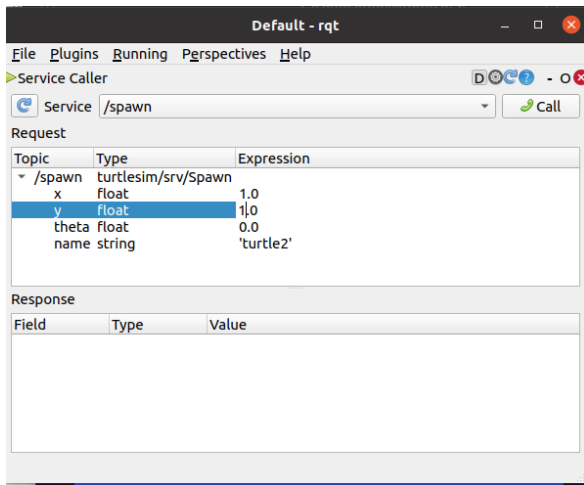 Default - rqt
File Plugins Running Perspectives Help
Service Caller
D ? - O
Service /spawn Call
Request
Topic Type Expression
/spawn turtlesim/srv/Spawn
x float 1.0
y float 1.0
theta float 0.0
name string 'turtle2'
Response
Field Type Value